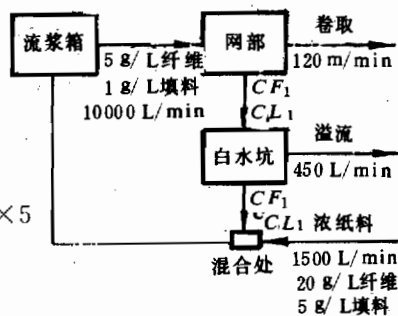 流浆箱
5 g/ L纤维
1 g/ L填料
10000 L/min
网部
卷取
120 m/min
CF₁
CL₁
白水坑
溢流
450 L/min
×5
CF₁
CL₁ 浓纸料
混合处
1500 L/min
20 g/ L纤维
5 g/ L填料